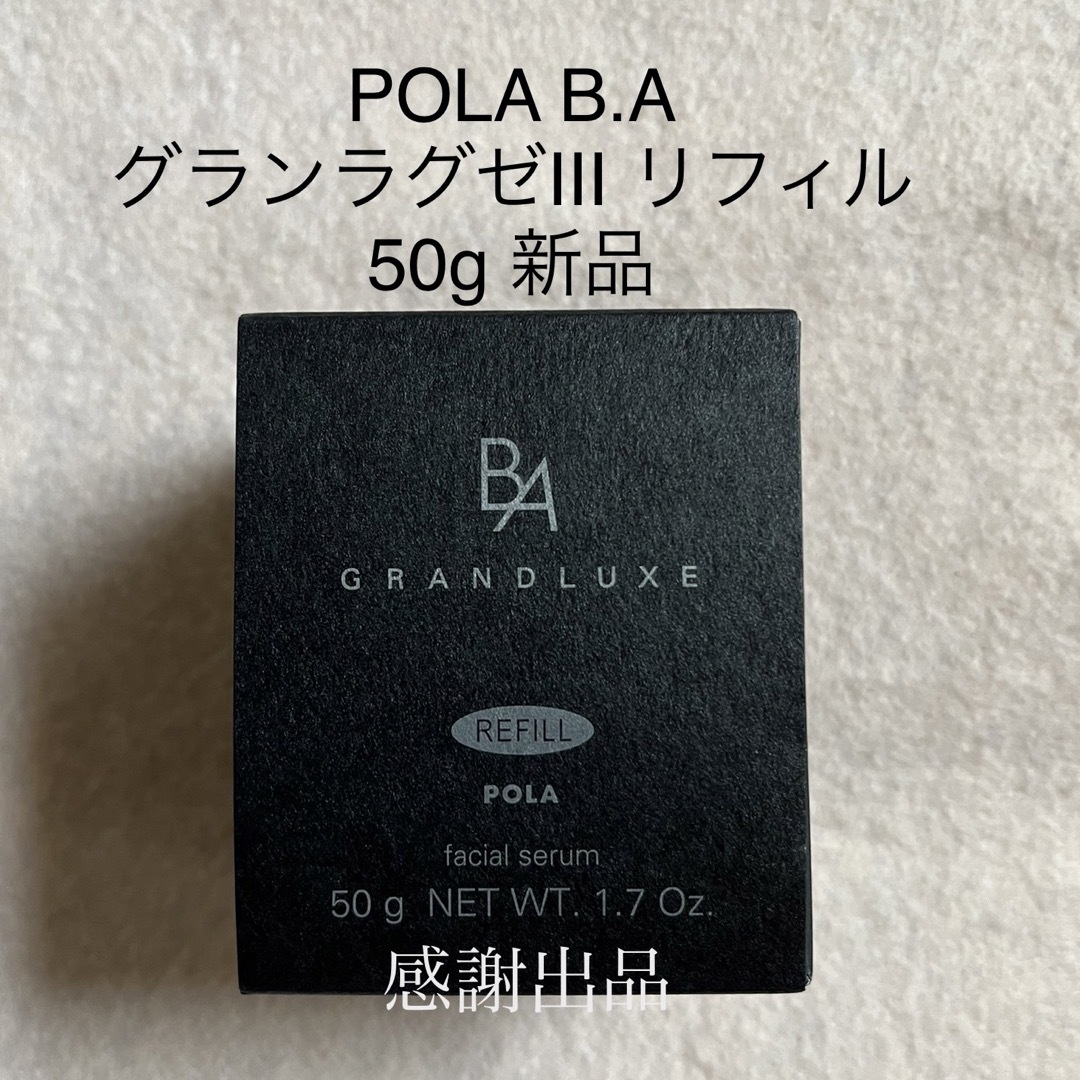 POLA B.A
グランラグゼIII リフィル
50g 新品
BA
GRANDLUXE
REFILL
POLA
facial serum
50 g NET WT. 1.7 Oz.
感謝出品